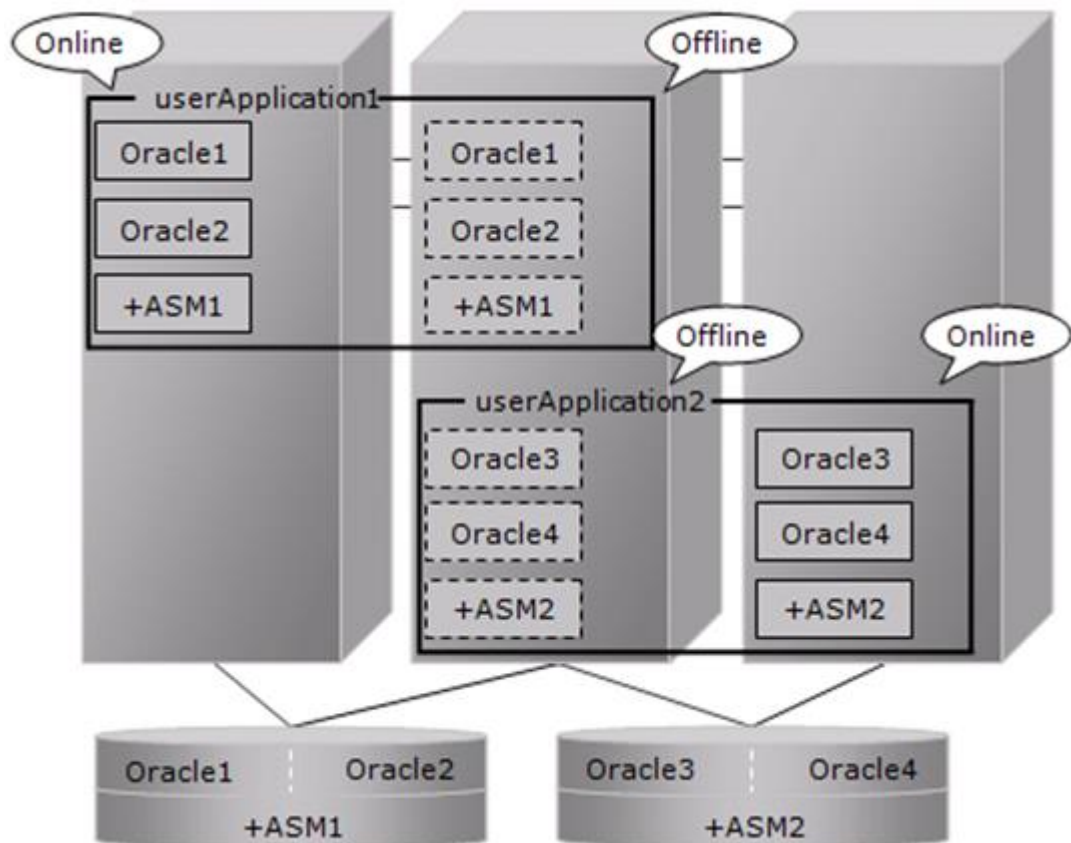 Online
Offline
userApplication1
Oracle1
Oracle1
Oracle2
Oracle2
+ASM1
+ASM1
Offline
Online
userApplication2
Oracle3
Oracle3
Oracle4
Oracle4
+ASM2
+ASM2
Oracle1
Oracle2
Oracle3
Oracle4
+ASM1
+ASM2